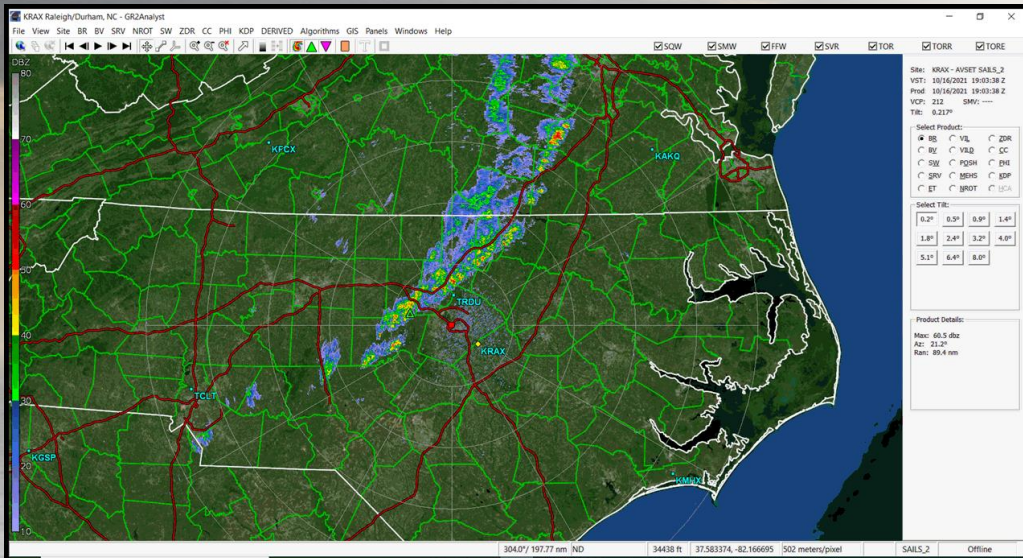 KRAX Raleigh/Durham, NC - GR2Analyst
File View Site BR BV SRV NROT SW ZDR CC PHI KDP DERIVED Algorithms GIS Panels Windows Help
SQW SMW FFW SVR TOR TORR TORE
DBZ
80
70
60
50
40
30
20
10
KFCX
KAKQ
TRDU
KRAX
TCLT
KGSP
KMHX
Site: KRAX - AVSET SAILS_2
VST: 10/16/2021 19:03:38 Z
Prod: 10/16/2021 19:03:38 Z
VCP: 212 SMV: ----
Tilt: 0.217°
Select Product:
BR VIL ZDR
BV VILD CC
SW POSH PHI
SRV MEHS KDP
ET NROT HCA
Select Tilt:
0.2° 0.5° 0.9° 1.4°
1.8° 2.4° 3.2° 4.0°
5.1° 6.4° 8.0°
Product Details:
Max: 60.5 dbz
Az: 21.2°
Ran: 89.4 nm
304.0°/ 197.77 nm ND 34438 ft 37.583374, -82.166695 502 meters/pixel SAILS_2 Offline